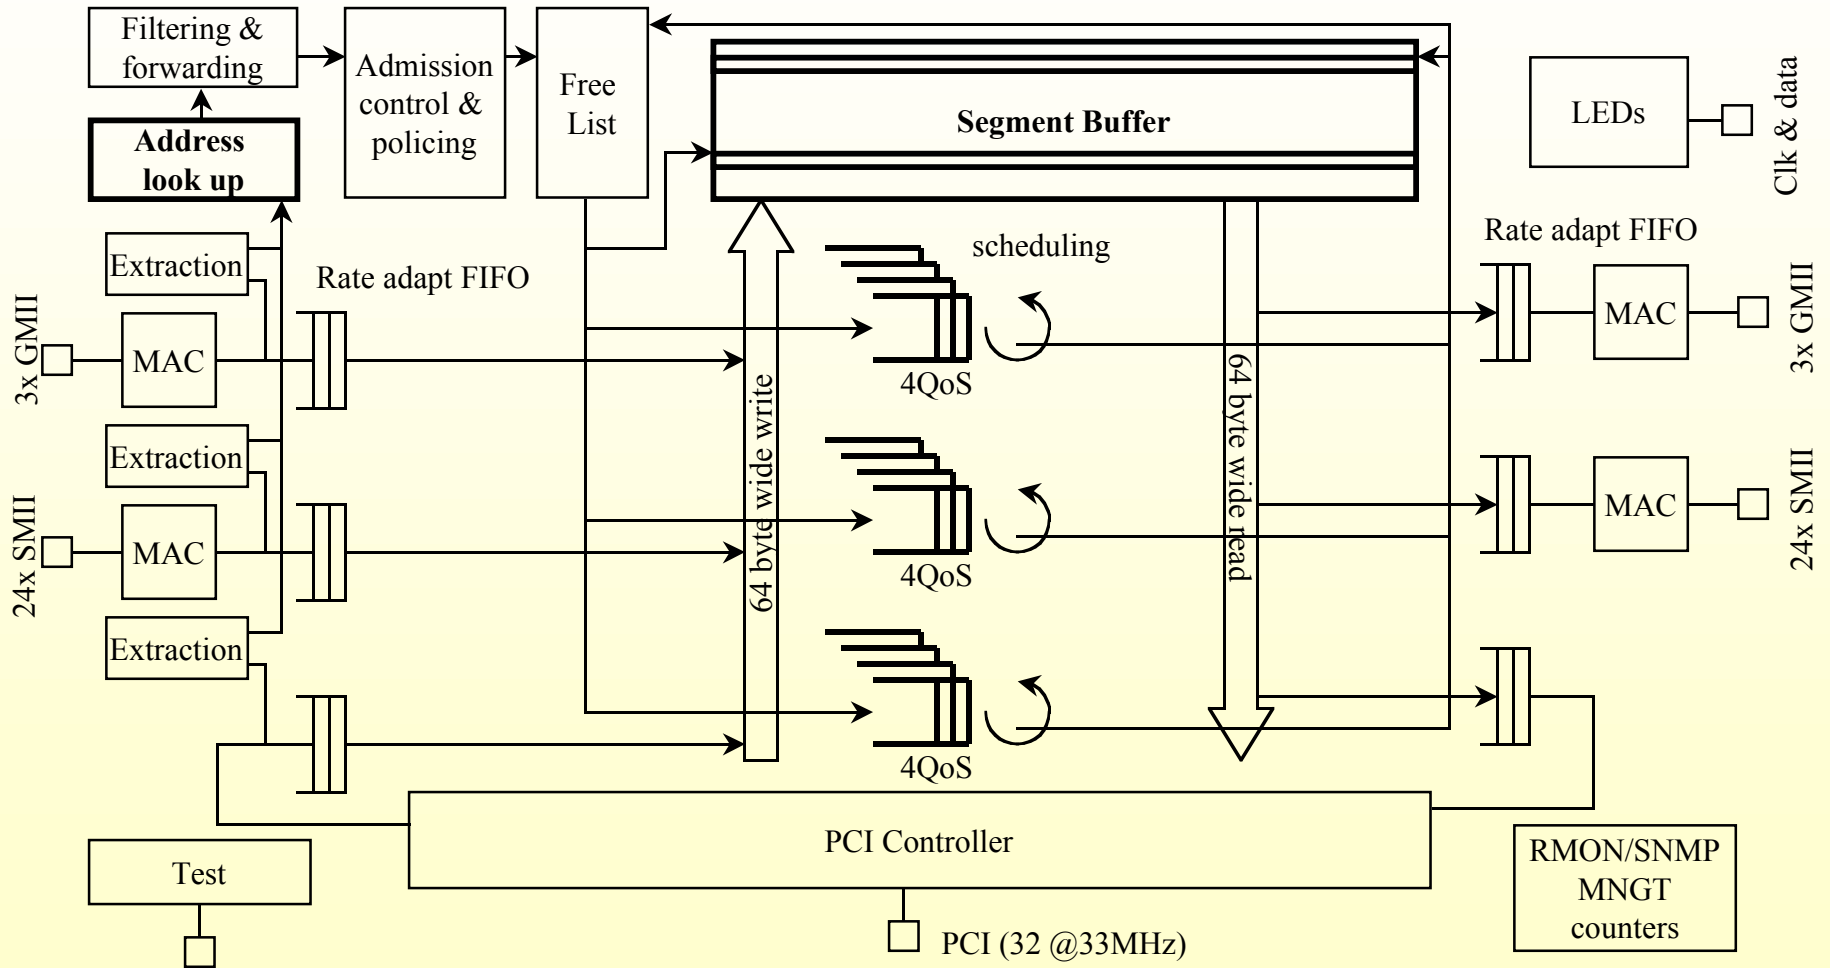 Filtering &
forwarding
Address
look up
Admission
control &
policing
Free
List
Segment Buffer
LEDs
Clk & data
Extraction
Rate adapt FIFO
scheduling
Rate adapt FIFO
3x GMII
MAC
4QoS
64 byte wide write
64 byte wide read
MAC
3x GMII
Extraction
24x SMII
MAC
4QoS
MAC
24x SMII
Extraction
4QoS
PCI Controller
Test
RMON/SNMP
MNGT
counters
PCI (32 @33MHz)